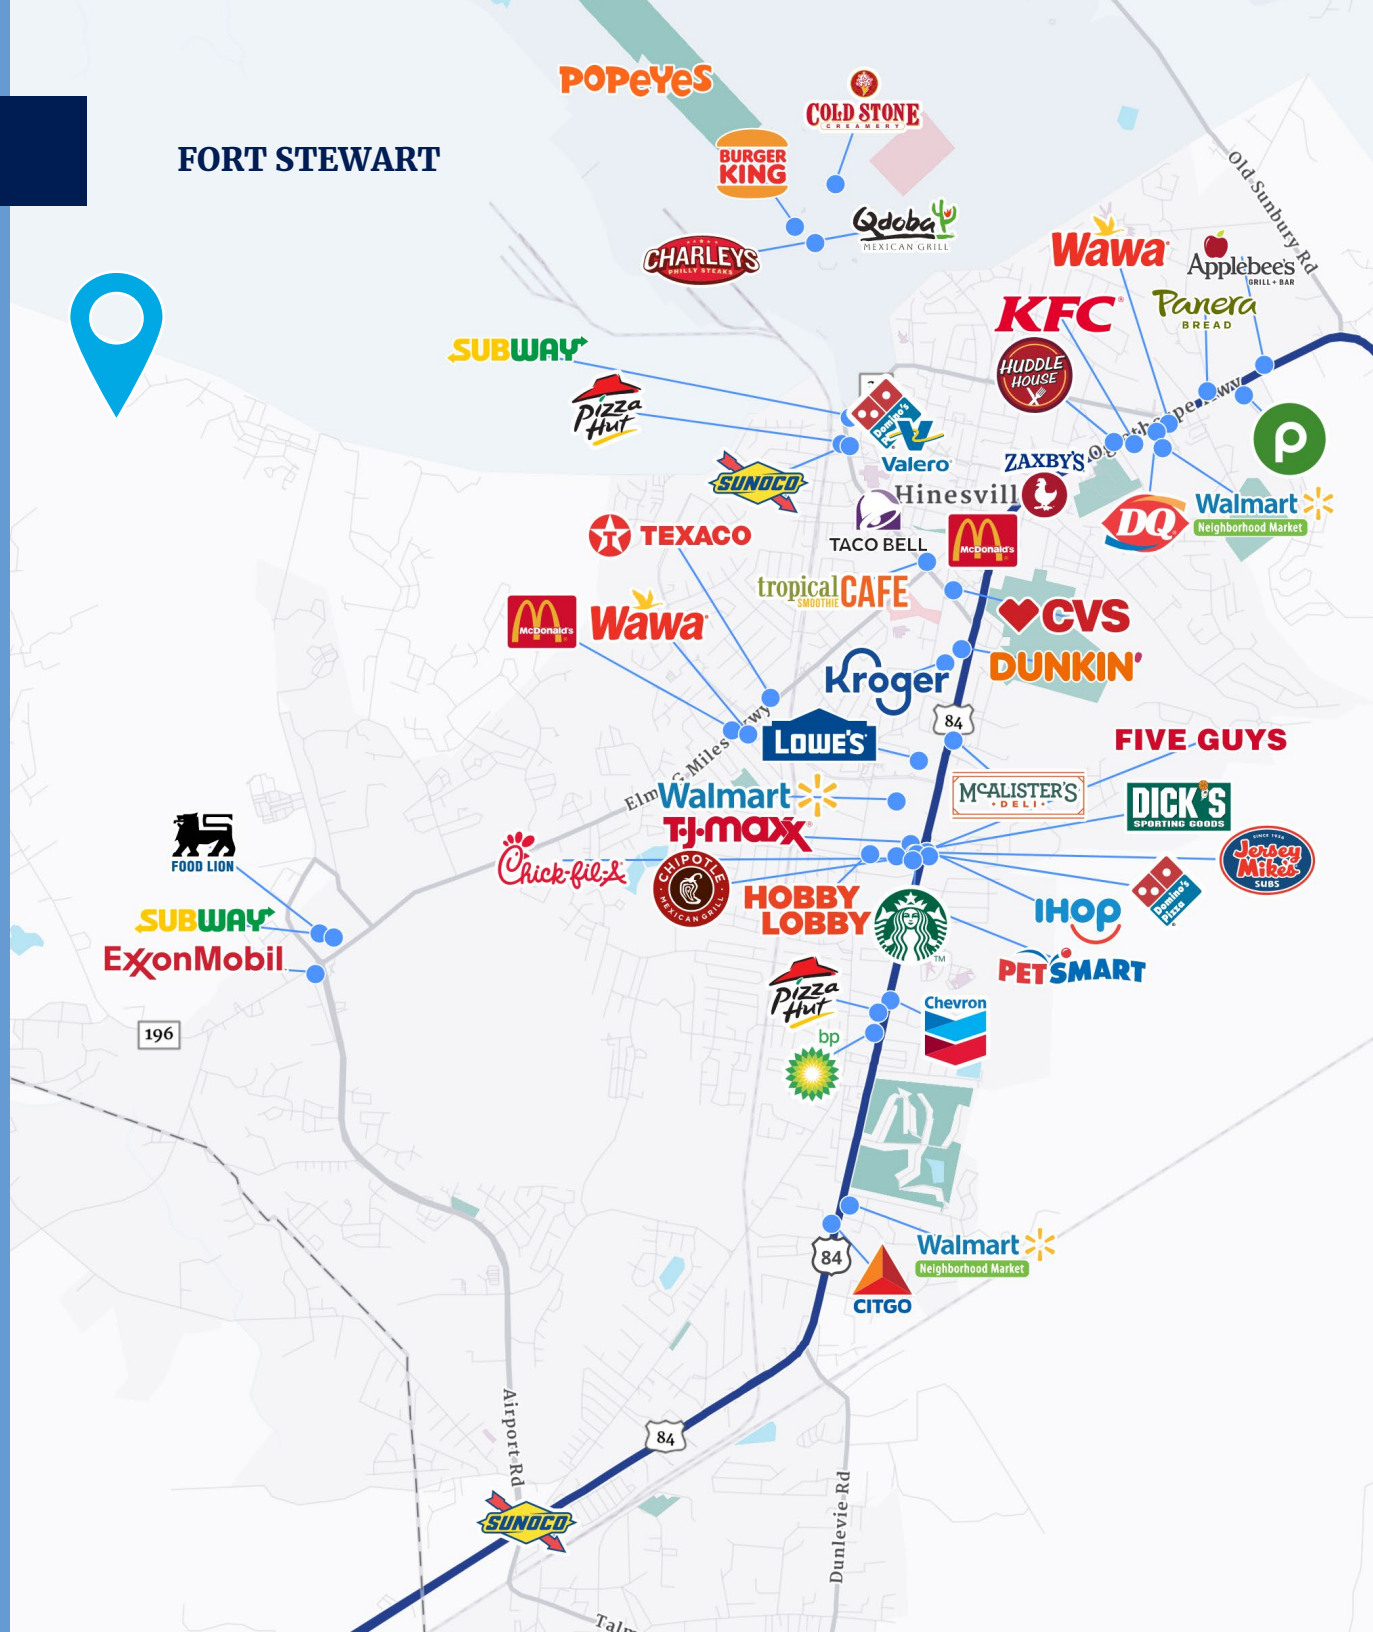 POPEYES
COLD STONE
CREAMERY
FORT STEWART
BURGER
KING
Qdoba
MEXICAN GRILL
CHARLEYS
PHILLY STEAKS
Old Sunbury Rd
Wawa
Applebee's
GRILL + BAR
KFC
Panera
BREAD
SUBWAY
HUDDLE
HOUSE
Pizza
Hut
Domino's
Valero
ZAXBY'S
SUNOCO
Hinesvill
Walmart
Neighborhood Market
DQ
TACO BELL
McDonald's
TEXACO
tropical
SMOOTHIE
CAFE
McDonald's
Wawa
CVS
DUNKIN'
Kroger
84
LOWE'S
FIVE GUYS
Elm G Miles kwy
Walmart
McALISTER'S
DELI
DICK'S
SPORTING GOODS
T·J·maxx
FOOD LION
Chick-fil-A
CHIPOTLE
MEXICAN GRILL
SINCE 1956
Jersey
Mike's
SUBS
HOBBY
LOBBY
Domino's
Pizza
IHOP
SUBWAY
ExxonMobil
TM
PETSMART
Pizza
Hut
Chevron
196
bp
Walmart
Neighborhood Market
84
CITGO
Airport Rd
84
Dunlevie Rd
SUNOCO